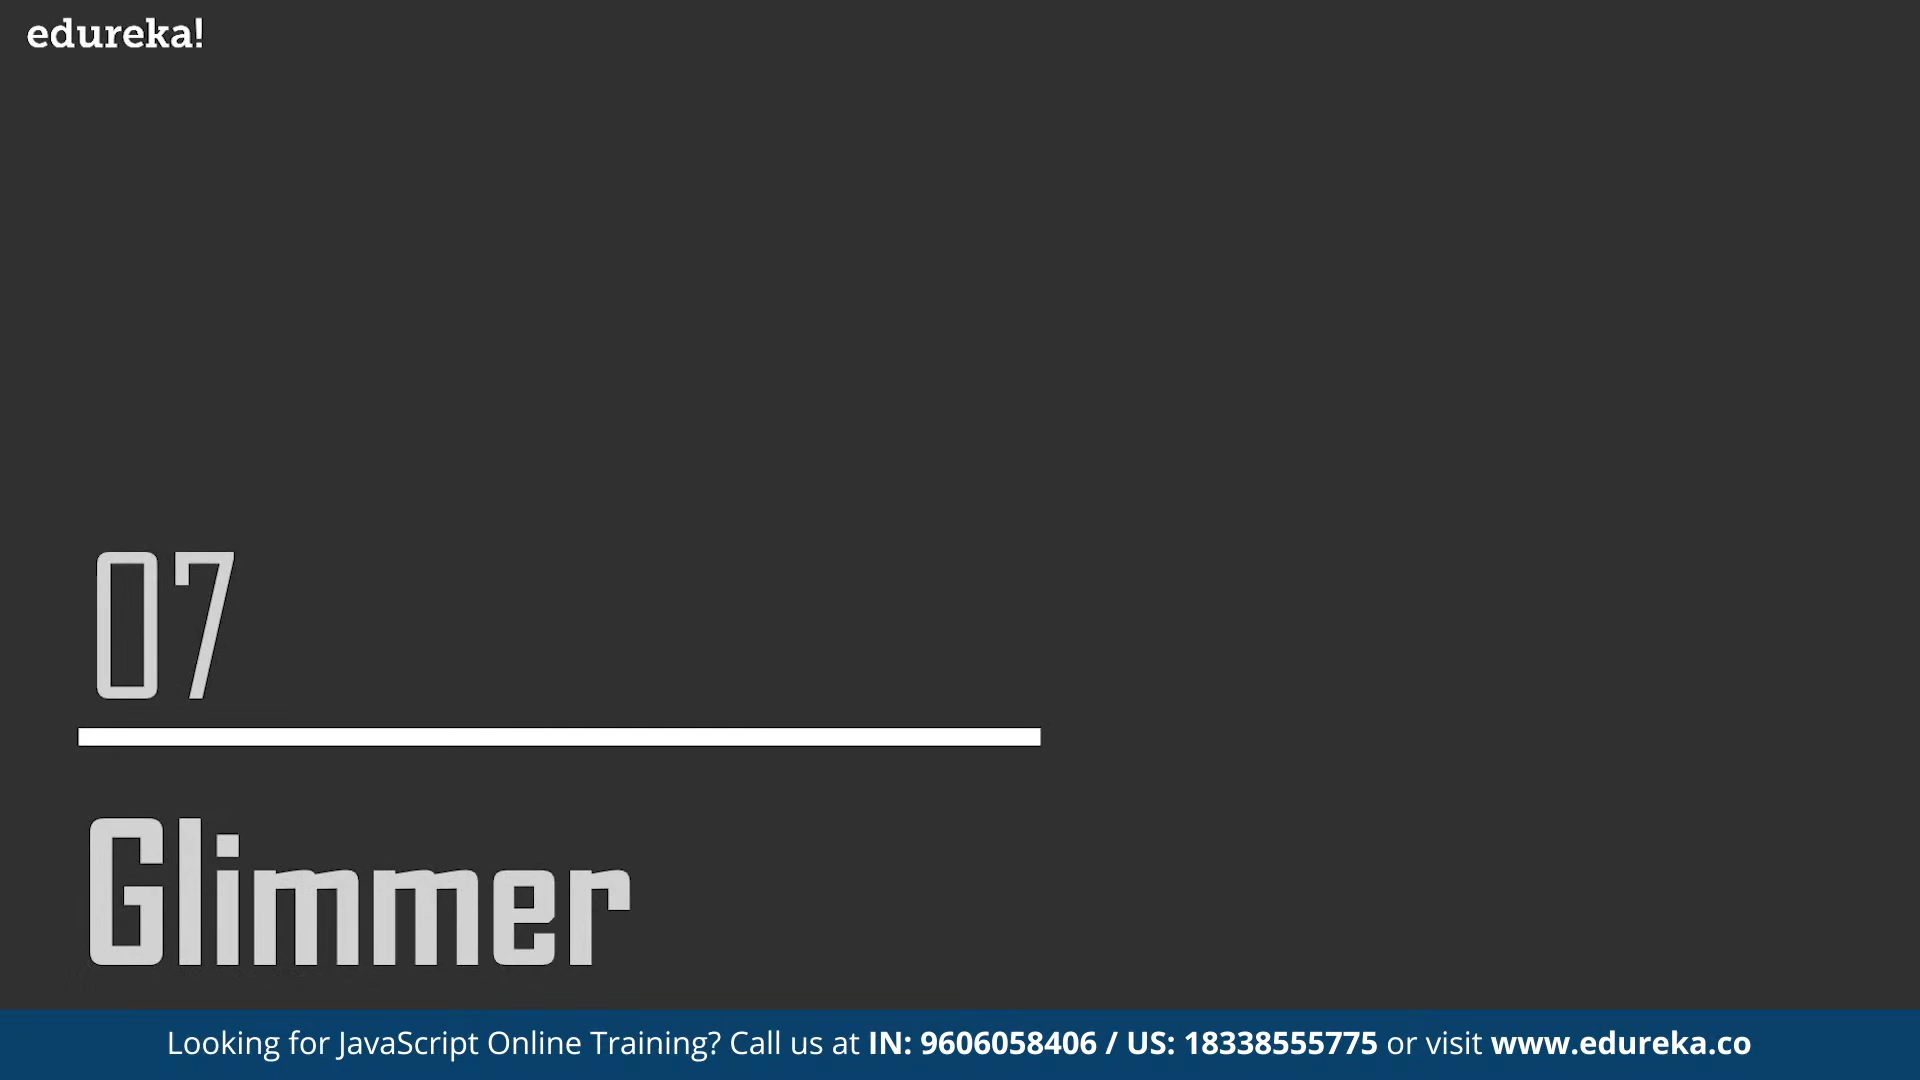 edureka!
07
Glimmer
Looking for JavaScript Online Training? Call us at IN: 9606058406 / US: 18338555775 or visit www.edureka.co